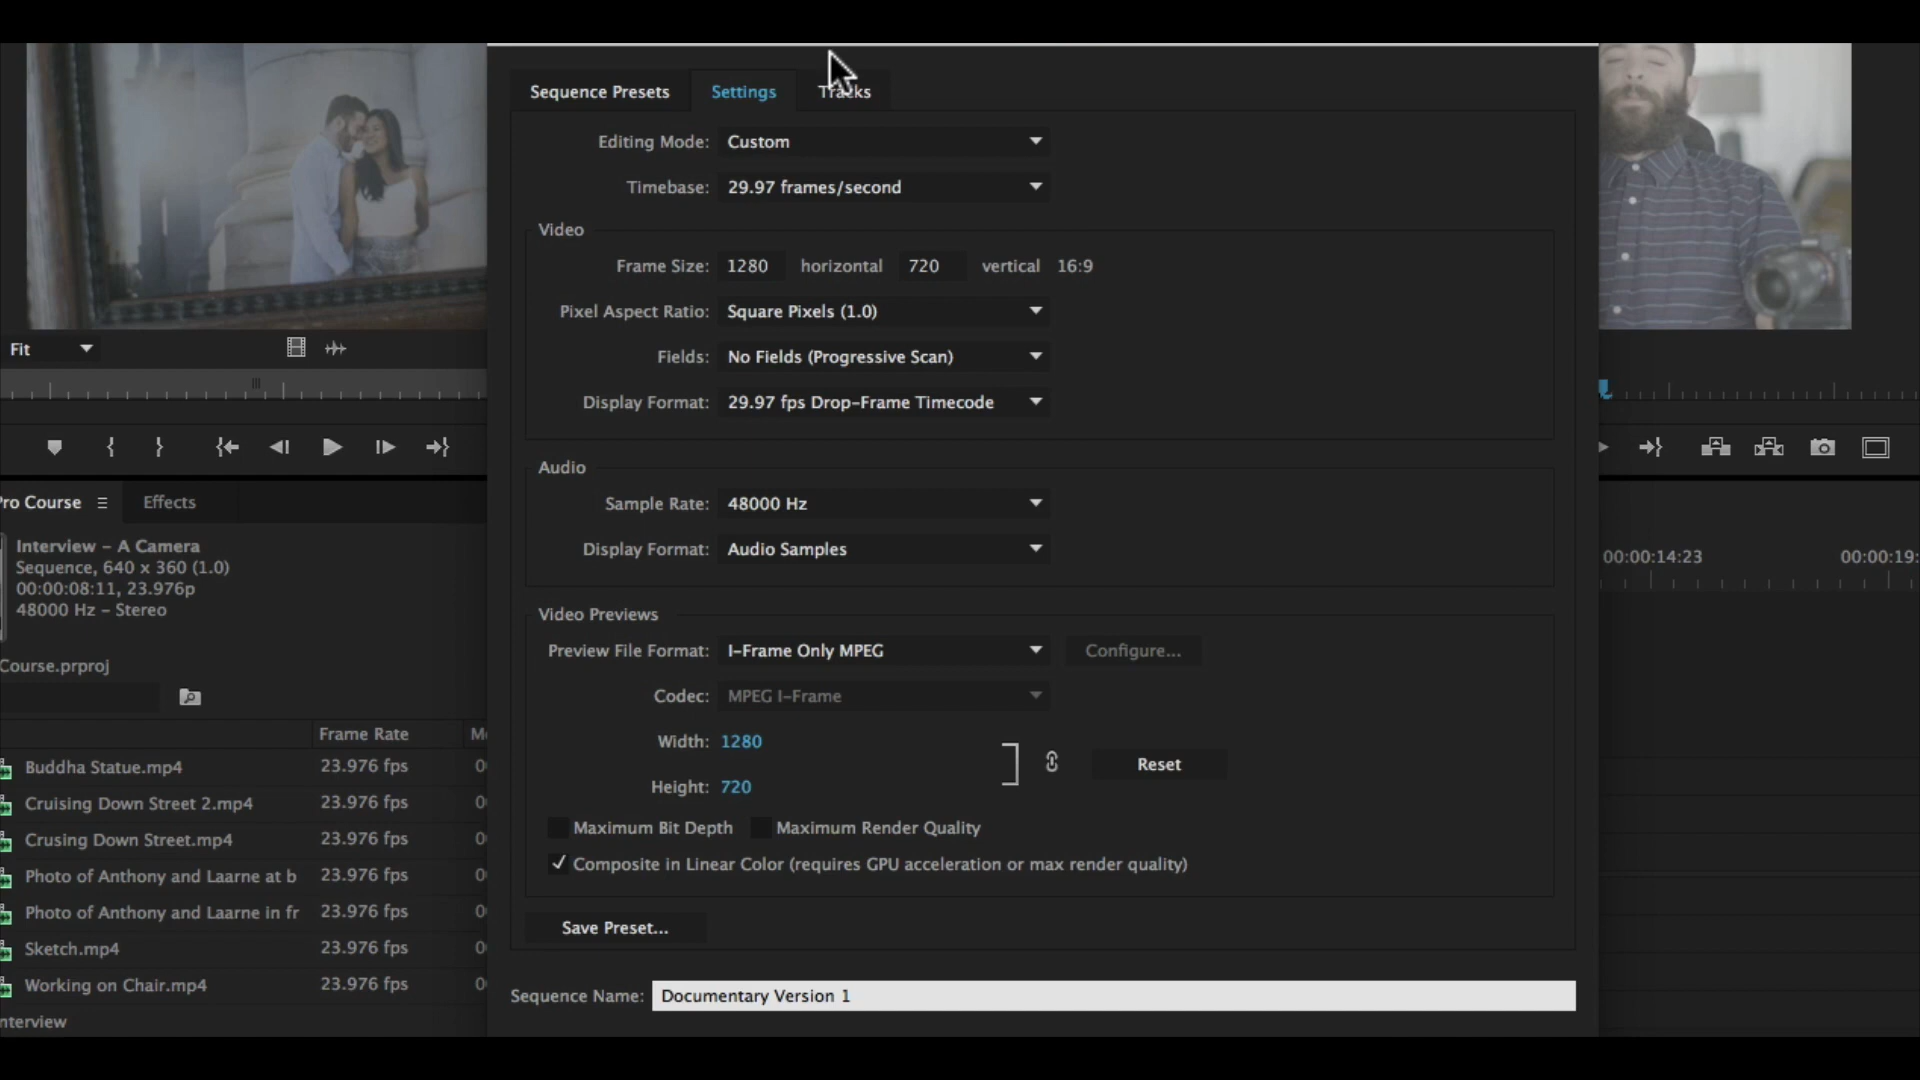 Sequence Presets Settings Tracks
Editing Mode: Custom
Timebase: 29.97 frames/second
Video
Frame Size: 1280 horizontal 720 vertical 16:9
Pixel Aspect Ratio: Square Pixels (1.0)
Fields: No Fields (Progressive Scan)
Display Format: 29.97 fps Drop-Frame Timecode
Audio
Sample Rate: 48000 Hz
Display Format: Audio Samples
Video Previews
Preview File Format: I-Frame Only MPEG Configure...
Codec: MPEG I-Frame
Width: 1280
Height: 720
Reset
Maximum Bit Depth Maximum Render Quality
Composite in Linear Color (requires GPU acceleration or max render quality)
Save Preset...
Sequence Name: Documentary Version 1
Fit
Pro Course Effects
Interview - A Camera
Sequence, 640 x 360 (1.0)
00:00:08:11, 23.976p
48000 Hz - Stereo
Course.prproj
Frame Rate
Buddha Statue.mp4 23.976 fps
Cruising Down Street 2.mp4 23.976 fps
Crusing Down Street.mp4 23.976 fps
Photo of Anthony and Laarne at b 23.976 fps
Photo of Anthony and Laarne in fr 23.976 fps
Sketch.mp4 23.976 fps
Working on Chair.mp4 23.976 fps
nterview
00:00:14:23 00:00:19: